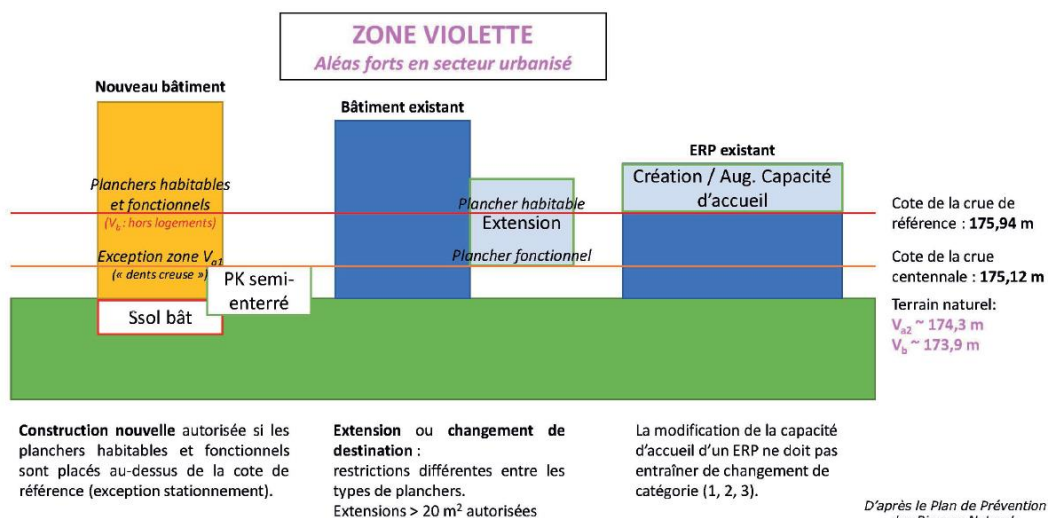 ZONE VIOLETTE
Aléas forts en secteur urbanisé
Nouveau bâtiment
Planchers habitables
et fonctionnels
(Vb : hors logements)
Exception zone Va1
(« dents creuse »)
PK semi-
enterré
Ssol bât
Bâtiment existant
Plancher habitable
Extension
Plancher fonctionnel
ERP existant
Création / Aug. Capacité
d'accueil
Cote de la crue de
référence : 175,94 m
Cote de la crue
centennale : 175,12 m
Terrain naturel:
Va2 ~ 174,3 m
Vb ~ 173,9 m
Construction nouvelle autorisée si les
planchers habitables et fonctionnels
sont placés au-dessus de la cote de
référence (exception stationnement).
Extension ou changement de
destination :
restrictions différentes entre les
types de planchers.
Extensions > 20 m² autorisées
La modification de la capacité
d'accueil d'un ERP ne doit pas
entraîner de changement de
catégorie (1, 2, 3).
D'après le Plan de Prévention